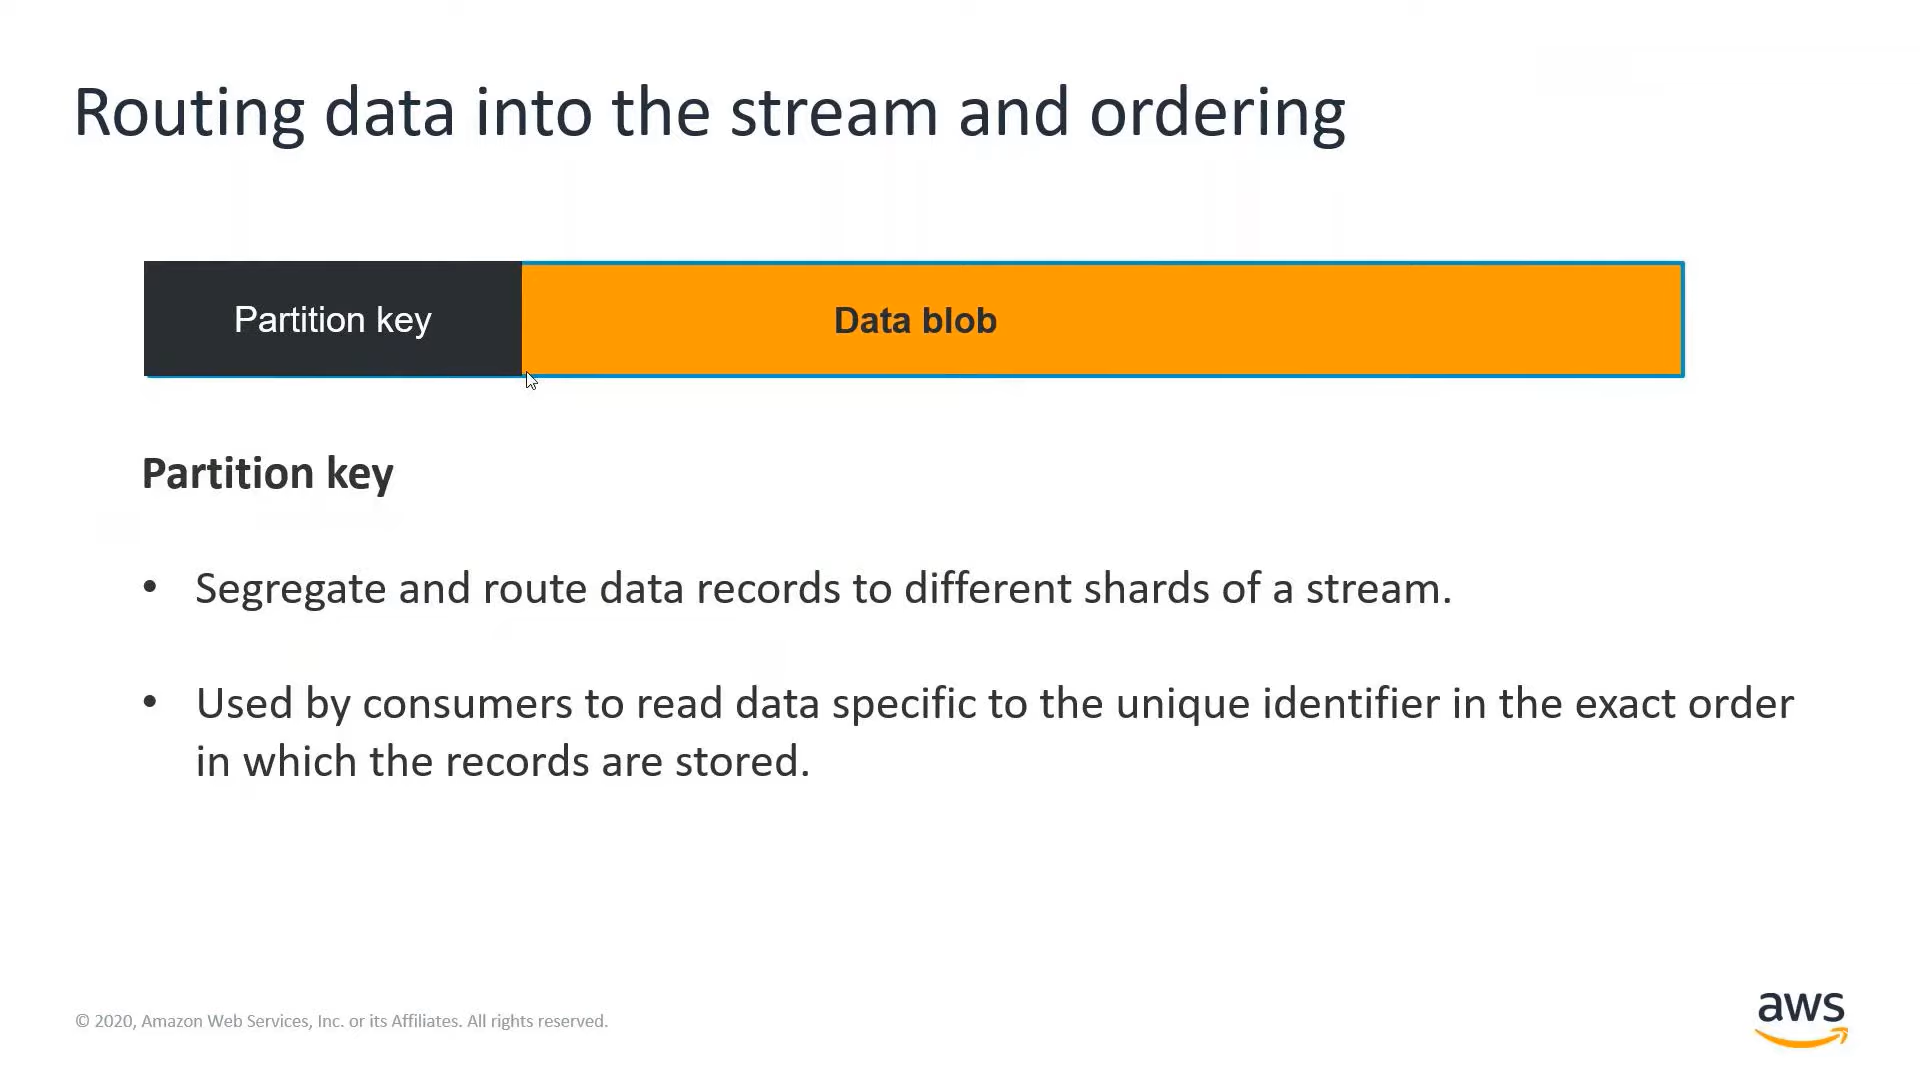 Routing data into the stream and ordering
Partition key
Data blob
Partition key
• Segregate and route data records to different shards of a stream.
• Used by consumers to read data specific to the unique identifier in the exact order
in which the records are stored.
© 2020, Amazon Web Services, Inc. or its Affiliates. All rights reserved.
aws